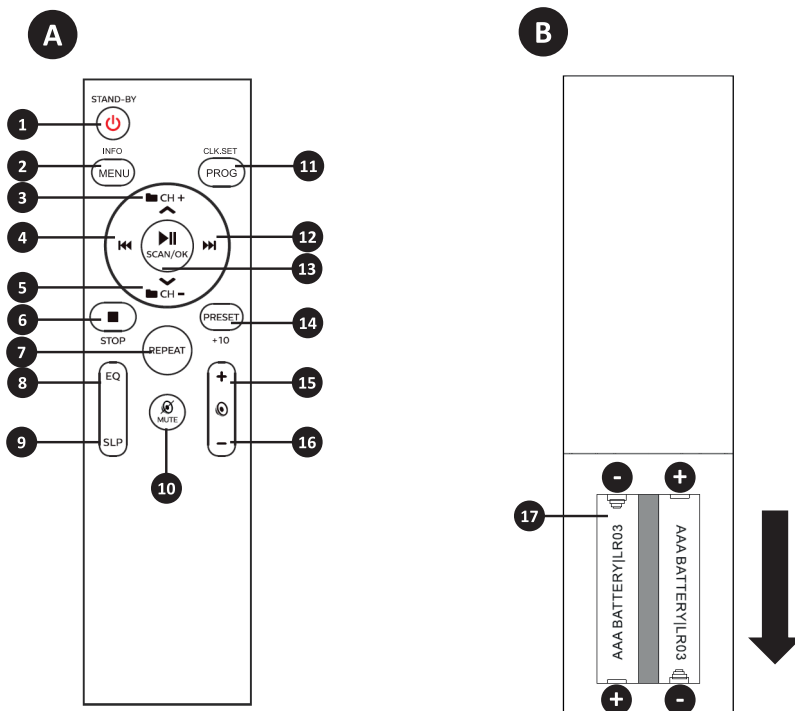 A
STAND-BY
1
INFO
MENU
2
CLK.SET
PROG
11
3
CH +
4
12
SCAN/OK
13
5
CH -
6
STOP
PRESET
14
+10
7
REPEAT
8
EQ
+
15
MUTE
9
SLP
-
16
10
B
- +
17
AAA BATTERY|LR03
AAA BATTERY|LR03
+ -